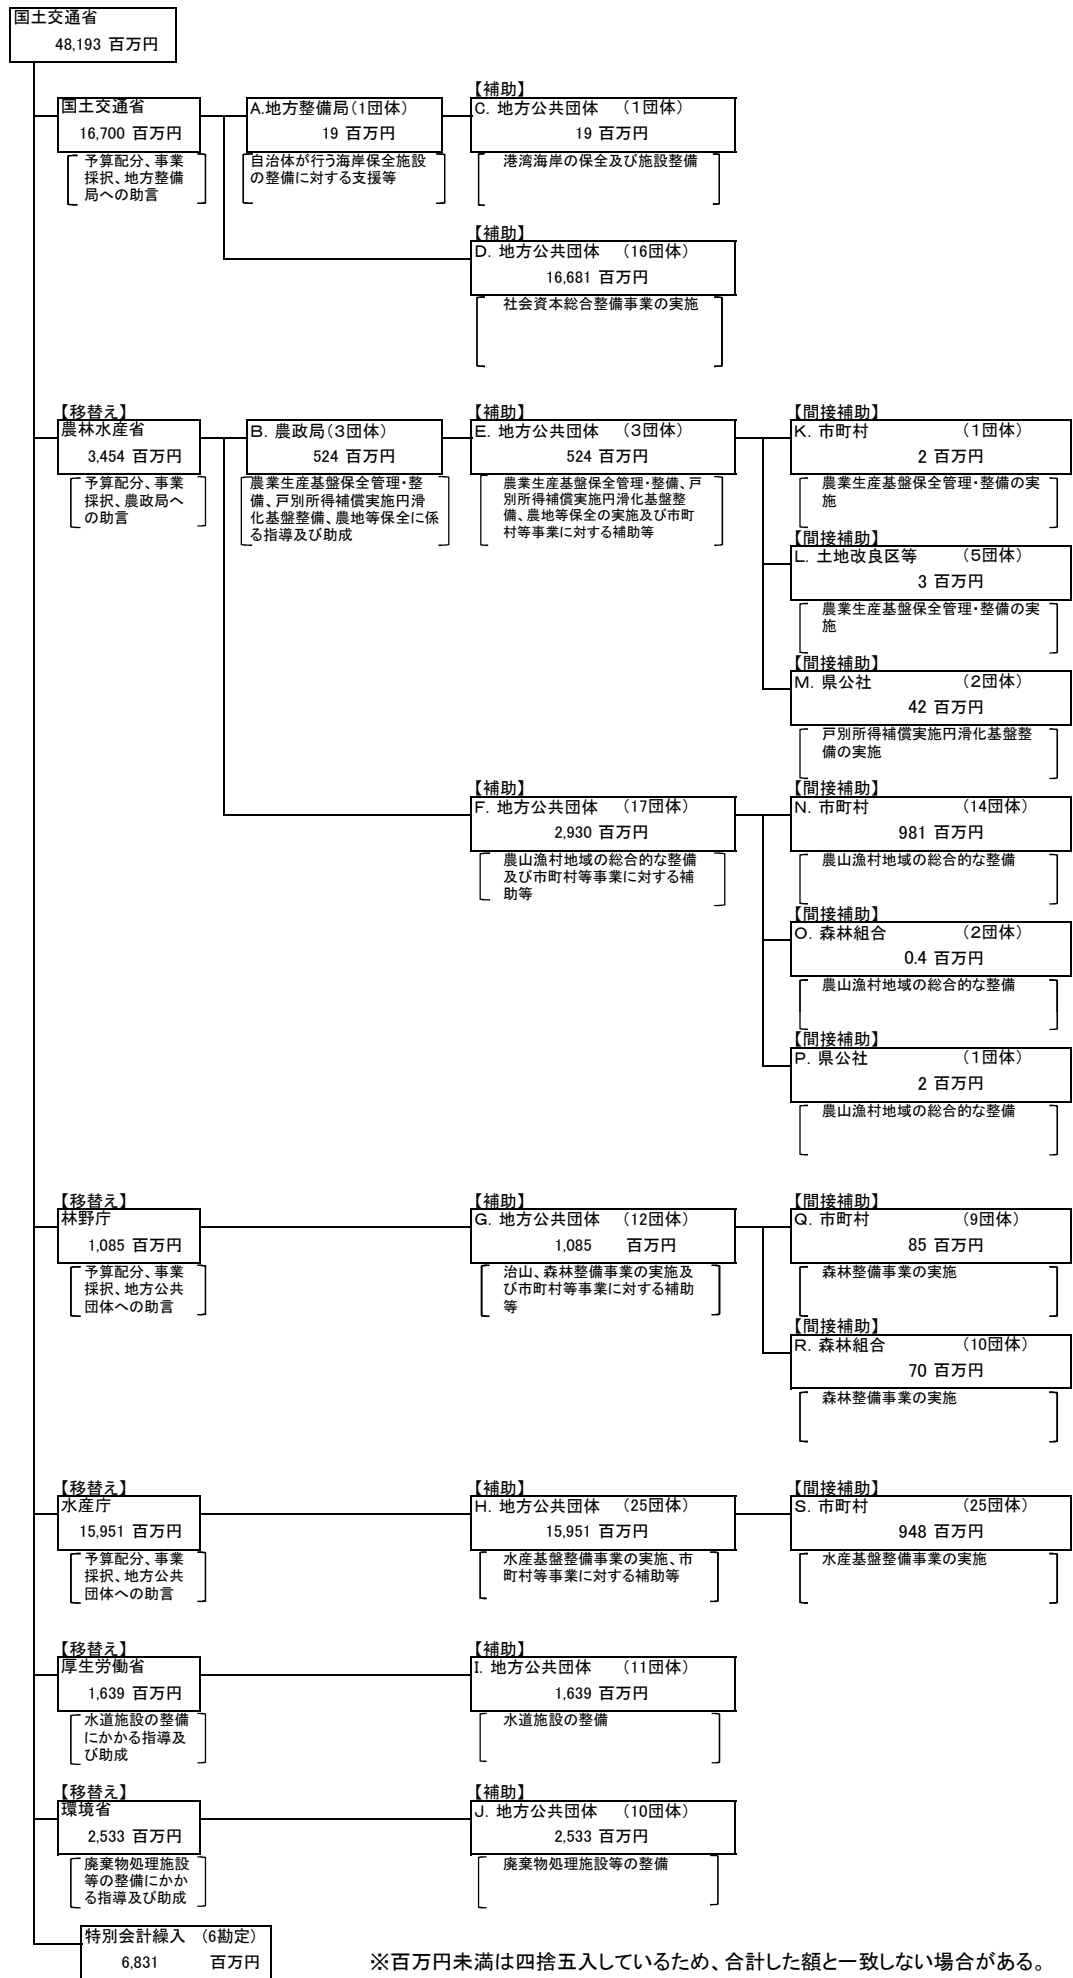 国土交通省
48,193 百万円
国土交通省
16,700 百万円
予算配分、事業
採択、地方整備
局への助言
A.地方整備局(1団体)
19 百万円
自治体が行う海岸保全施設
の整備に対する支援等
【補助】
C. 地方公共団体 (1団体)
19 百万円
港湾海岸の保全及び施設整備
【補助】
D. 地方公共団体 (16団体)
16,681 百万円
社会資本総合整備事業の実施
【移替え】
農林水産省
3,454 百万円
予算配分、事業
採択、農政局へ
の助言
B. 農政局(3団体)
524 百万円
農業生産基盤保全管理・整
備、戸別所得補償実施円滑
化基盤整備、農地等保全に係
る指導及び助成
【補助】
E. 地方公共団体 (3団体)
524 百万円
農業生産基盤保全管理・整備、戸
別所得補償実施円滑化基盤整
備、農地等保全の実施及び市町
村等事業に対する補助等
【間接補助】
K. 市町村 (1団体)
2 百万円
農業生産基盤保全管理・整備の実
施
【間接補助】
L. 土地改良区等 (5団体)
3 百万円
農業生産基盤保全管理・整備の実
施
【間接補助】
M. 県公社 (2団体)
42 百万円
戸別所得補償実施円滑化基盤整
備の実施
【補助】
F. 地方公共団体 (17団体)
2,930 百万円
農山漁村地域の総合的な整備
及び市町村等事業に対する補
助等
【間接補助】
N. 市町村 (14団体)
981 百万円
農山漁村地域の総合的な整備
【間接補助】
O. 森林組合 (2団体)
0.4 百万円
農山漁村地域の総合的な整備
【間接補助】
P. 県公社 (1団体)
2 百万円
農山漁村地域の総合的な整備
【移替え】
林野庁
1,085 百万円
予算配分、事業
採択、地方公共
団体への助言
【補助】
G. 地方公共団体 (12団体)
1,085 百万円
治山、森林整備事業の実施及
び市町村等事業に対する補助
等
【間接補助】
Q. 市町村 (9団体)
85 百万円
森林整備事業の実施
【間接補助】
R. 森林組合 (10団体)
70 百万円
森林整備事業の実施
【移替え】
水産庁
15,951 百万円
予算配分、事業
採択、地方公共
団体への助言
【補助】
H. 地方公共団体 (25団体)
15,951 百万円
水産基盤整備事業の実施、市
町村等事業に対する補助等
【間接補助】
S. 市町村 (25団体)
948 百万円
水産基盤整備事業の実施
【移替え】
厚生労働省
1,639 百万円
水道施設の整備
にかかる指導及
び助成
【補助】
I. 地方公共団体 (11団体)
1,639 百万円
水道施設の整備
【移替え】
環境省
2,533 百万円
廃棄物処理施設
等の整備にかか
る指導及び助成
【補助】
J. 地方公共団体 (10団体)
2,533 百万円
廃棄物処理施設等の整備
特別会計繰入 (6勘定)
6,831 百万円
※百万円未満は四捨五入しているため、合計した額と一致しない場合がある。